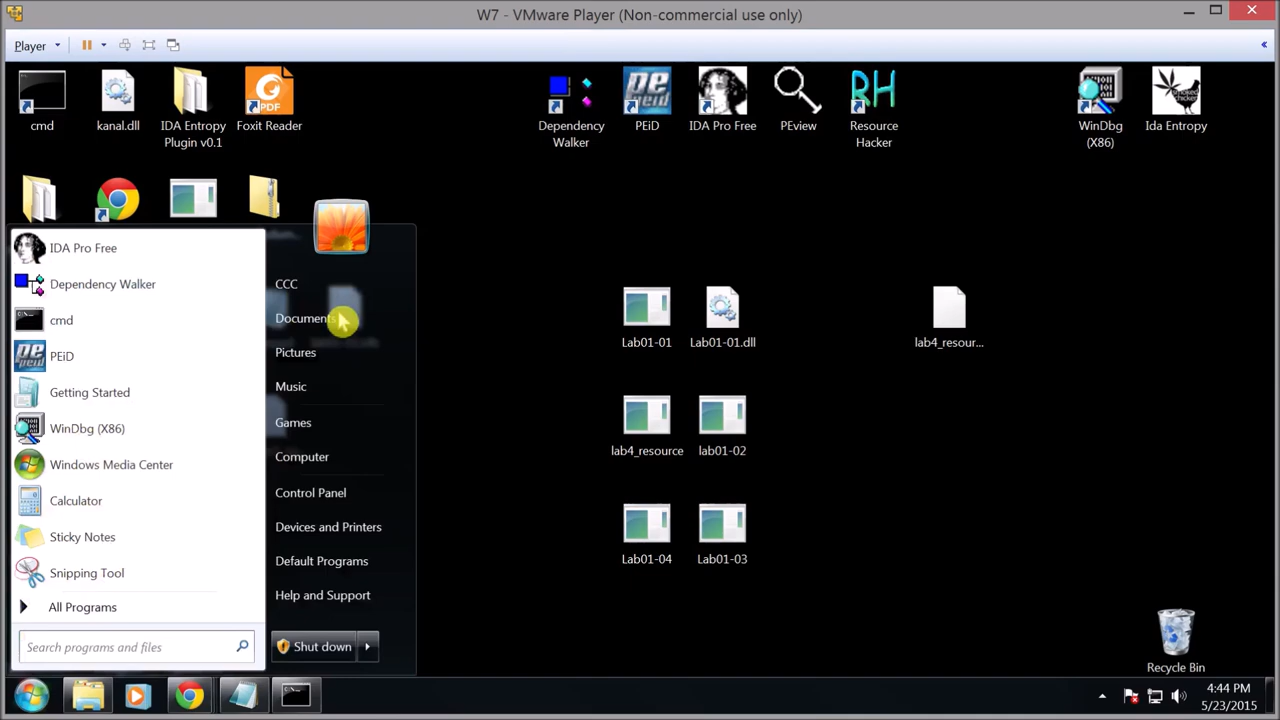 W7 - VMware Player (Non-commercial use only)
Player
cmd
kanal.dll
IDA Entropy
Plugin v0.1
Foxit Reader
PDF
Dependency
Walker
PEiD
IDA Pro Free
PEview
RH
Resource
Hacker
WinDbg
(X86)
smoked
chicken
Ida Entropy
IDA Pro Free
Dependency Walker
cmd
PEiD
Getting Started
WinDbg (X86)
Windows Media Center
Calculator
Sticky Notes
Snipping Tool
All Programs
Search programs and files
CCC
Documents
Pictures
Music
Games
Computer
Control Panel
Devices and Printers
Default Programs
Help and Support
Shut down
Lab01-01
Lab01-01.dll
lab4_resour...
lab4_resource
lab01-02
Lab01-04
Lab01-03
Recycle Bin
4:44 PM
5/23/2015